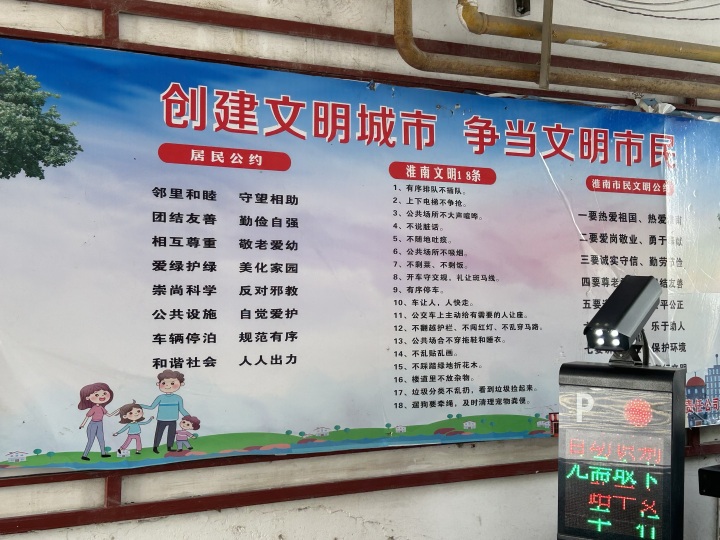 创建文明城市 争当文明市民
居民公约
邻里和睦 守望相助
团结友善 勤俭自强
相互尊重 敬老爱幼
爱绿护绿 美化家园
崇尚科学 反对邪教
公共设施 自觉爱护
车辆停泊 规范有序
和谐社会 人人出力
淮南文明18条
1、有序排队不插队。
2、上下电梯不争抢。
3、公共场所不大声喧哗。
4、不说脏话。
5、不随地吐痰。
6、公共场所不吸烟。
7、不剩菜、不剩饭。
8、开车守交规、礼让斑马线。
9、有序停车。
10、车让人，人快走。
11、公交车上主动给有需要的人让座。
12、不翻越护栏、不闯红灯、不乱穿马路。
13、公共场合不穿拖鞋和睡衣。
14、不乱贴乱画。
15、不踩踏绿地折花木。
16、楼道里不放杂物。
17、垃圾分类不乱扔，看到垃圾捡起来。
18、遛狗要牵绳，及时清理宠物粪便。
淮南市民文明公约
一要热爱祖国、热爱
二要爱岗敬业、勇于
三要诚实守信、勤劳
四要尊老 结友善
五要 平公正
乐于助人
保护环境
P